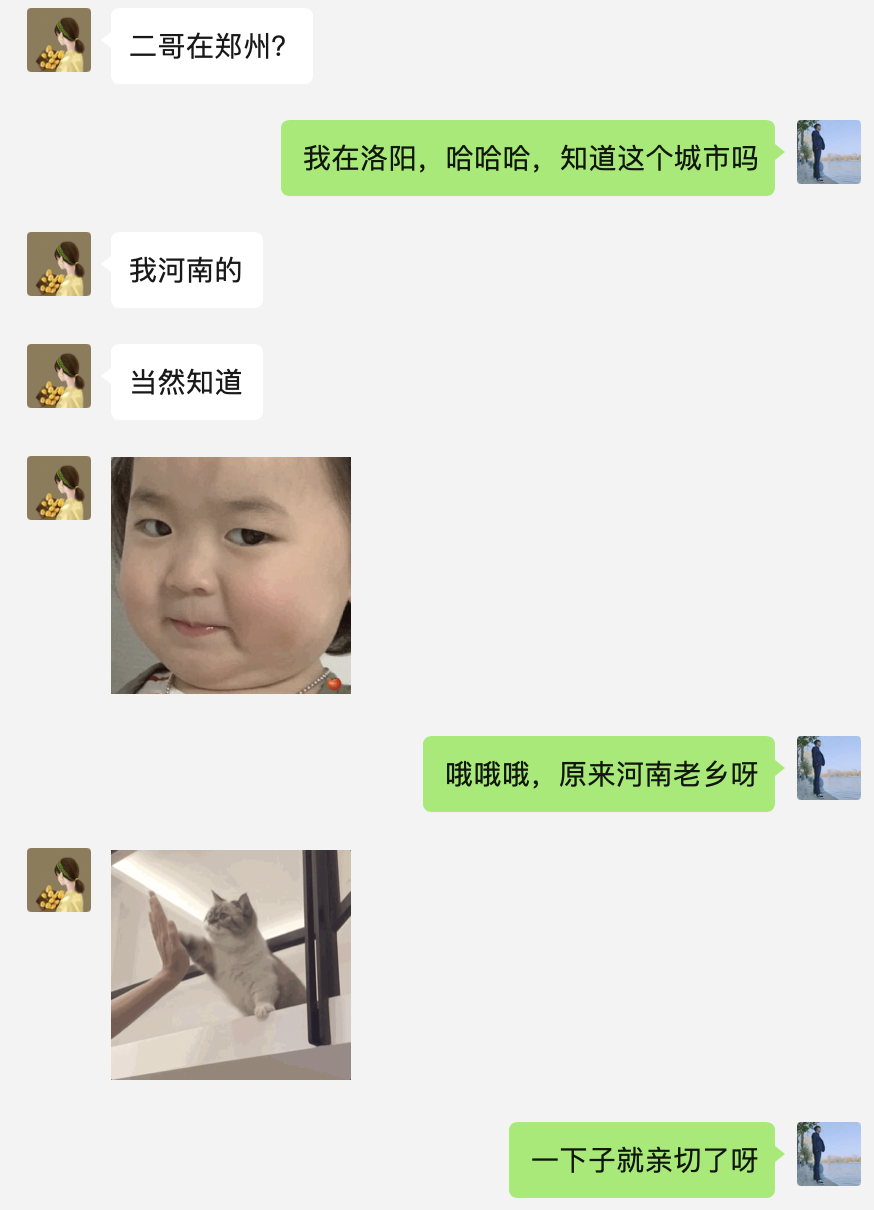 二哥在郑州?
我在洛阳，哈哈哈，知道这个城市吗
我河南的
当然知道
哦哦哦，原来河南老乡呀
一下子就亲切了呀